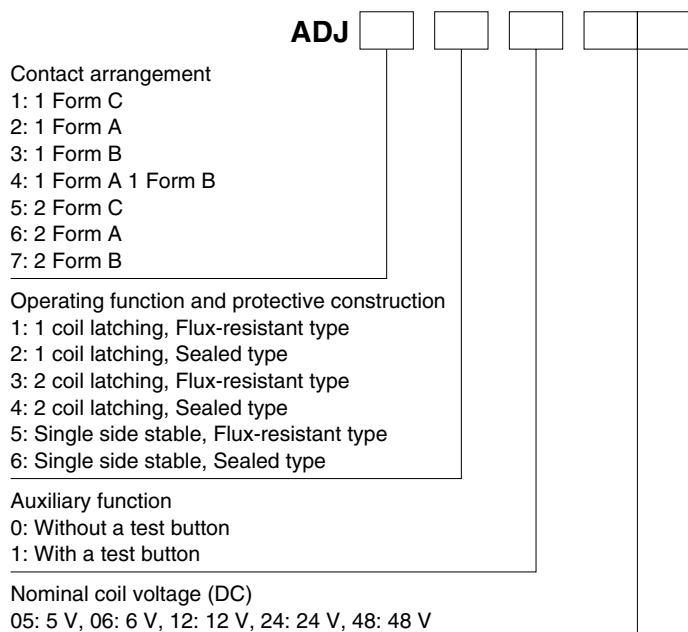 ADJ
Contact arrangement
1: 1 Form C
2: 1 Form A
3: 1 Form B
4: 1 Form A 1 Form B
5: 2 Form C
6: 2 Form A
7: 2 Form B
Operating function and protective construction
1: 1 coil latching, Flux-resistant type
2: 1 coil latching, Sealed type
3: 2 coil latching, Flux-resistant type
4: 2 coil latching, Sealed type
5: Single side stable, Flux-resistant type
6: Single side stable, Sealed type
Auxiliary function
0: Without a test button
1: With a test button
Nominal coil voltage (DC)
05: 5 V, 06: 6 V, 12: 12 V, 24: 24 V, 48: 48 V